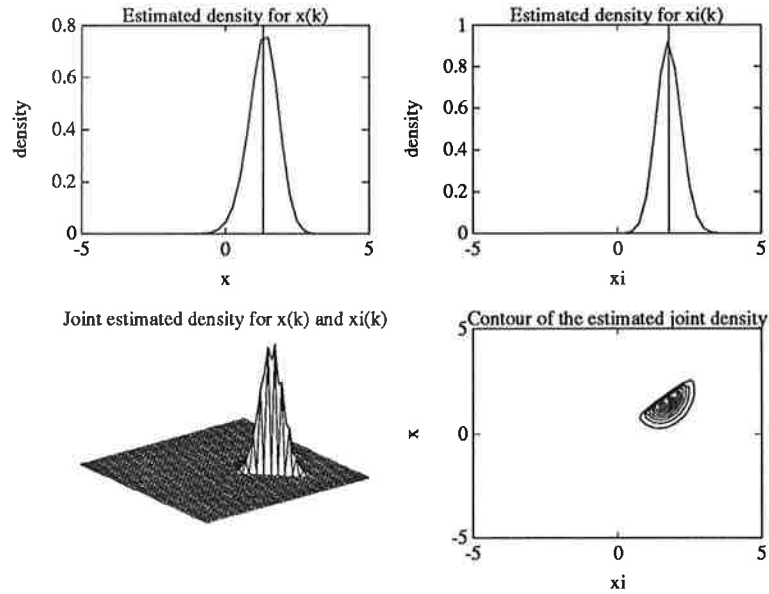 Estimated density for x(k)
0.8
0.6
0.4
0.2
0
density
-5
0
5
x
Estimated density for xi(k)
1
0.8
0.6
0.4
0.2
0
density
-5
0
5
xi
Joint estimated density for x(k) and xi(k)
Contour of the estimated joint density
5
0
-5
x
0
5
xi